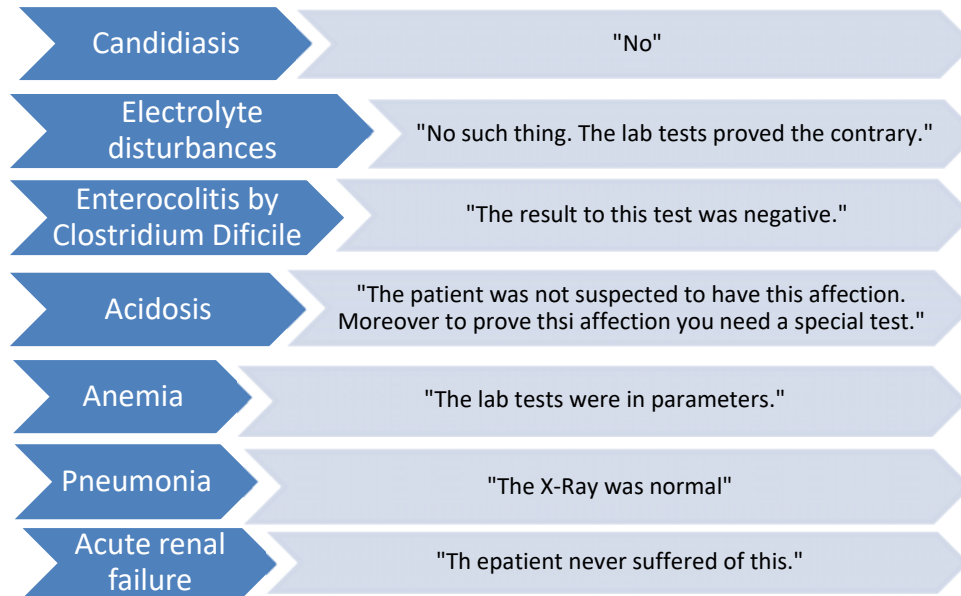 Candidiasis
"No"
Electrolyte
disturbances
"No such thing. The lab tests proved the contrary."
Enterocolitis by
Clostridium Dificile
"The result to this test was negative."
Acidosis
"The patient was not suspected to have this affection.
Moreover to prove thsi affection you need a special test."
Anemia
"The lab tests were in parameters."
Pneumonia
"The X-Ray was normal"
Acute renal
failure
"Th epatient never suffered of this."